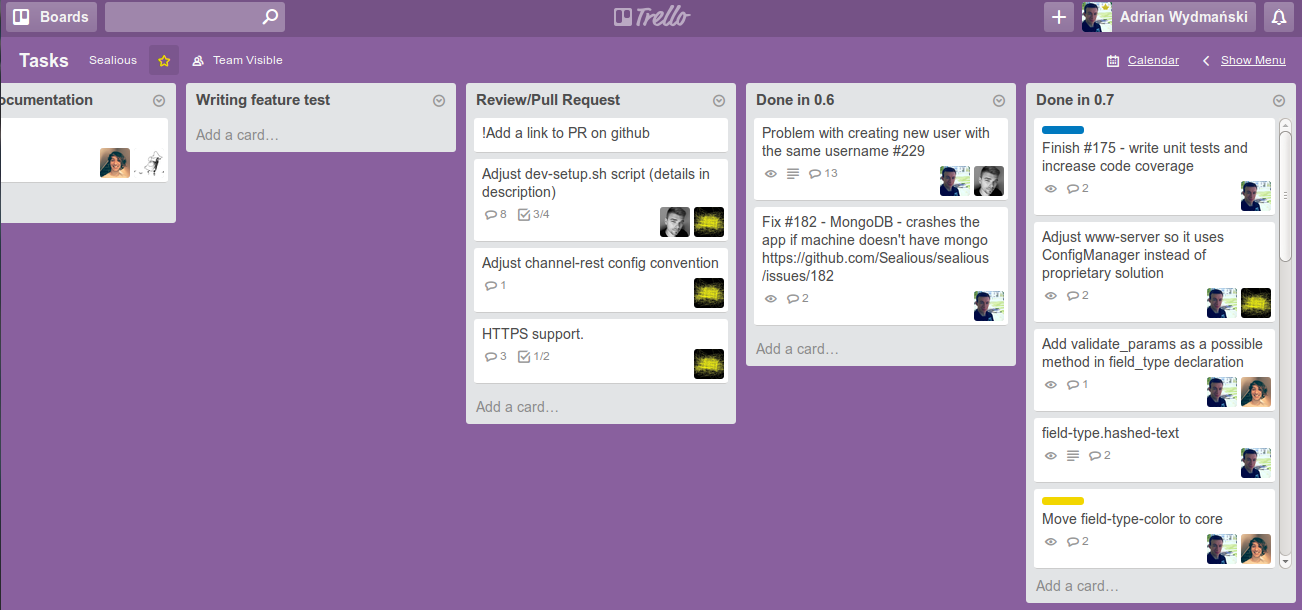 Boards
Trello
Adrian Wydmański
Tasks
Sealious
Team Visible
Calendar
Show Menu
ocumentation
Writing feature test
Add a card…
Review/Pull Request
!Add a link to PR on github
Adjust dev-setup.sh script (details in
description)
8
3/4
Adjust channel-rest config convention
1
HTTPS support.
3
1/2
Add a card…
Done in 0.6
Problem with creating new user with
the same username #229
13
Fix #182 - MongoDB - crashes the
app if machine doesn't have mongo
https://github.com/Sealious/sealious
/issues/182
2
Add a card…
Done in 0.7
Finish #175 - write unit tests and
increase code coverage
2
Adjust www-server so it uses
ConfigManager instead of
proprietary solution
2
Add validate_params as a possible
method in field_type declaration
1
field-type.hashed-text
2
Move field-type-color to core
2
Add a card…